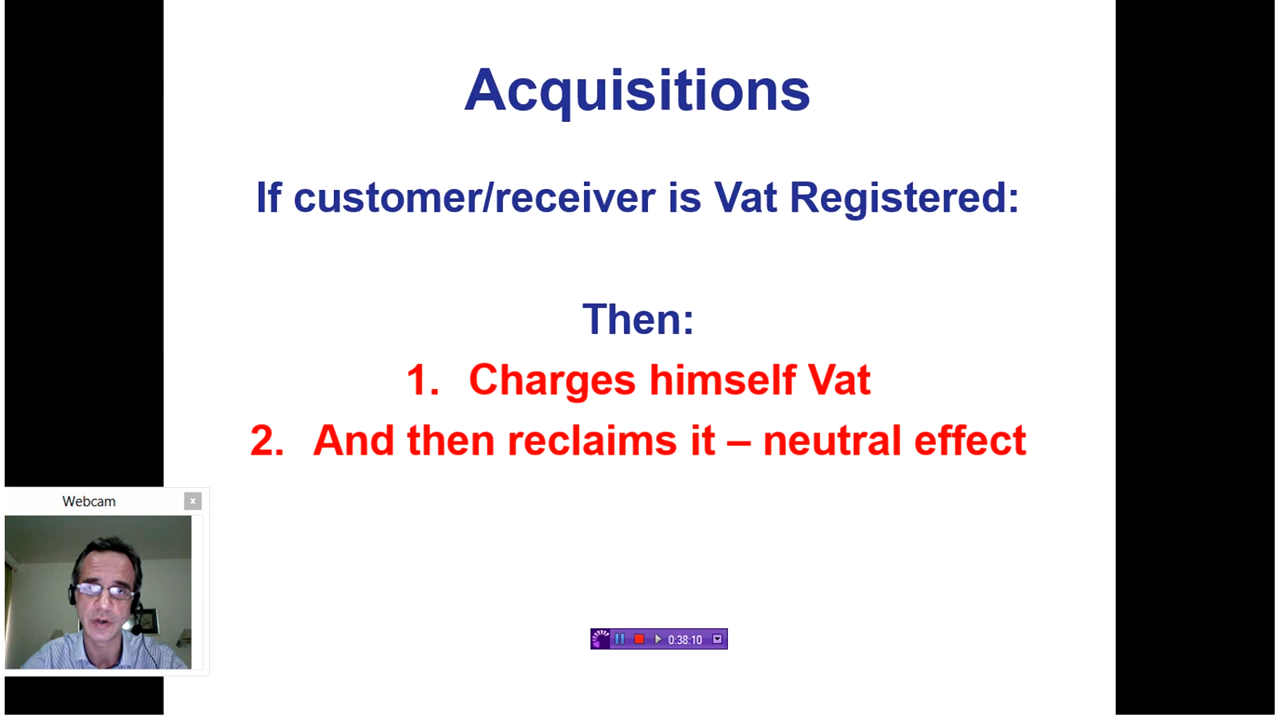 Acquisitions
If customer/receiver is Vat Registered:
Then:
1. Charges himself Vat
2. And then reclaims it – neutral effect
Webcam
x
0:38:10